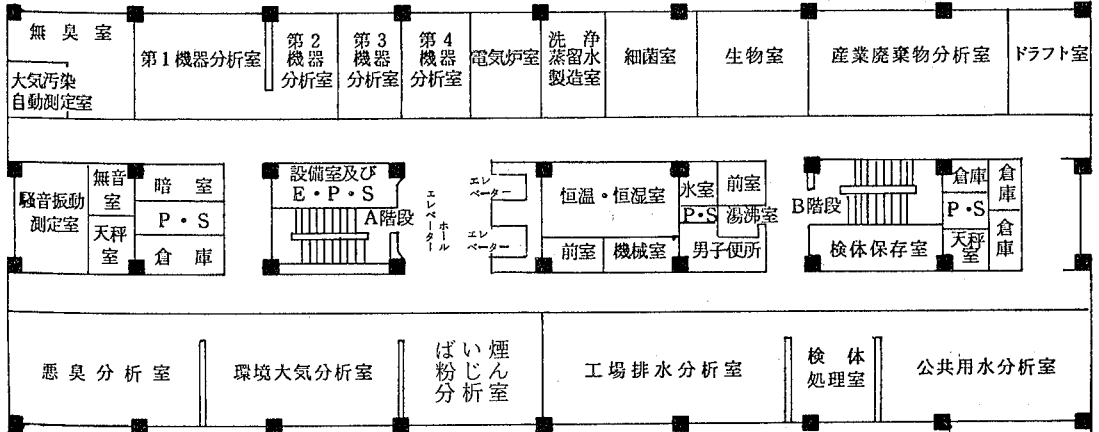 無臭室
大気汚染
自動測定室
第1機器分析室
第2
機器
分析室
第3
機器
分析室
第4
機器
分析室
電気炉室
洗浄
蒸留水
製造室
細菌室
生物室
産業廃棄物分析室
ドラフト室
騒音振動
測定室
無音
室
天秤
室
暗室
P・S
倉庫
設備室及び
E・P・S
A階段
エレベーター
ホール
エレ
ベーター
エレ
ベーター
恒温・恒湿室
前室
機械室
氷室
前室
P・S
湯沸室
男子便所
B階段
検体保存室
倉庫
P・S
天秤
室
倉庫
倉庫
悪臭分析室
環境大気分析室
煙
い
じん
ばい
粉じん
分析室
工場排水分析室
検体
処理室
公共用水分析室